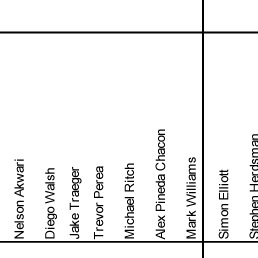 Nelson Akwari
Diego Walsh
Jake Traeger
Trevor Perea
Michael Ritch
Alex Pineda Chacon
Mark Williams
Simon Elliott
Stephen Herdsman